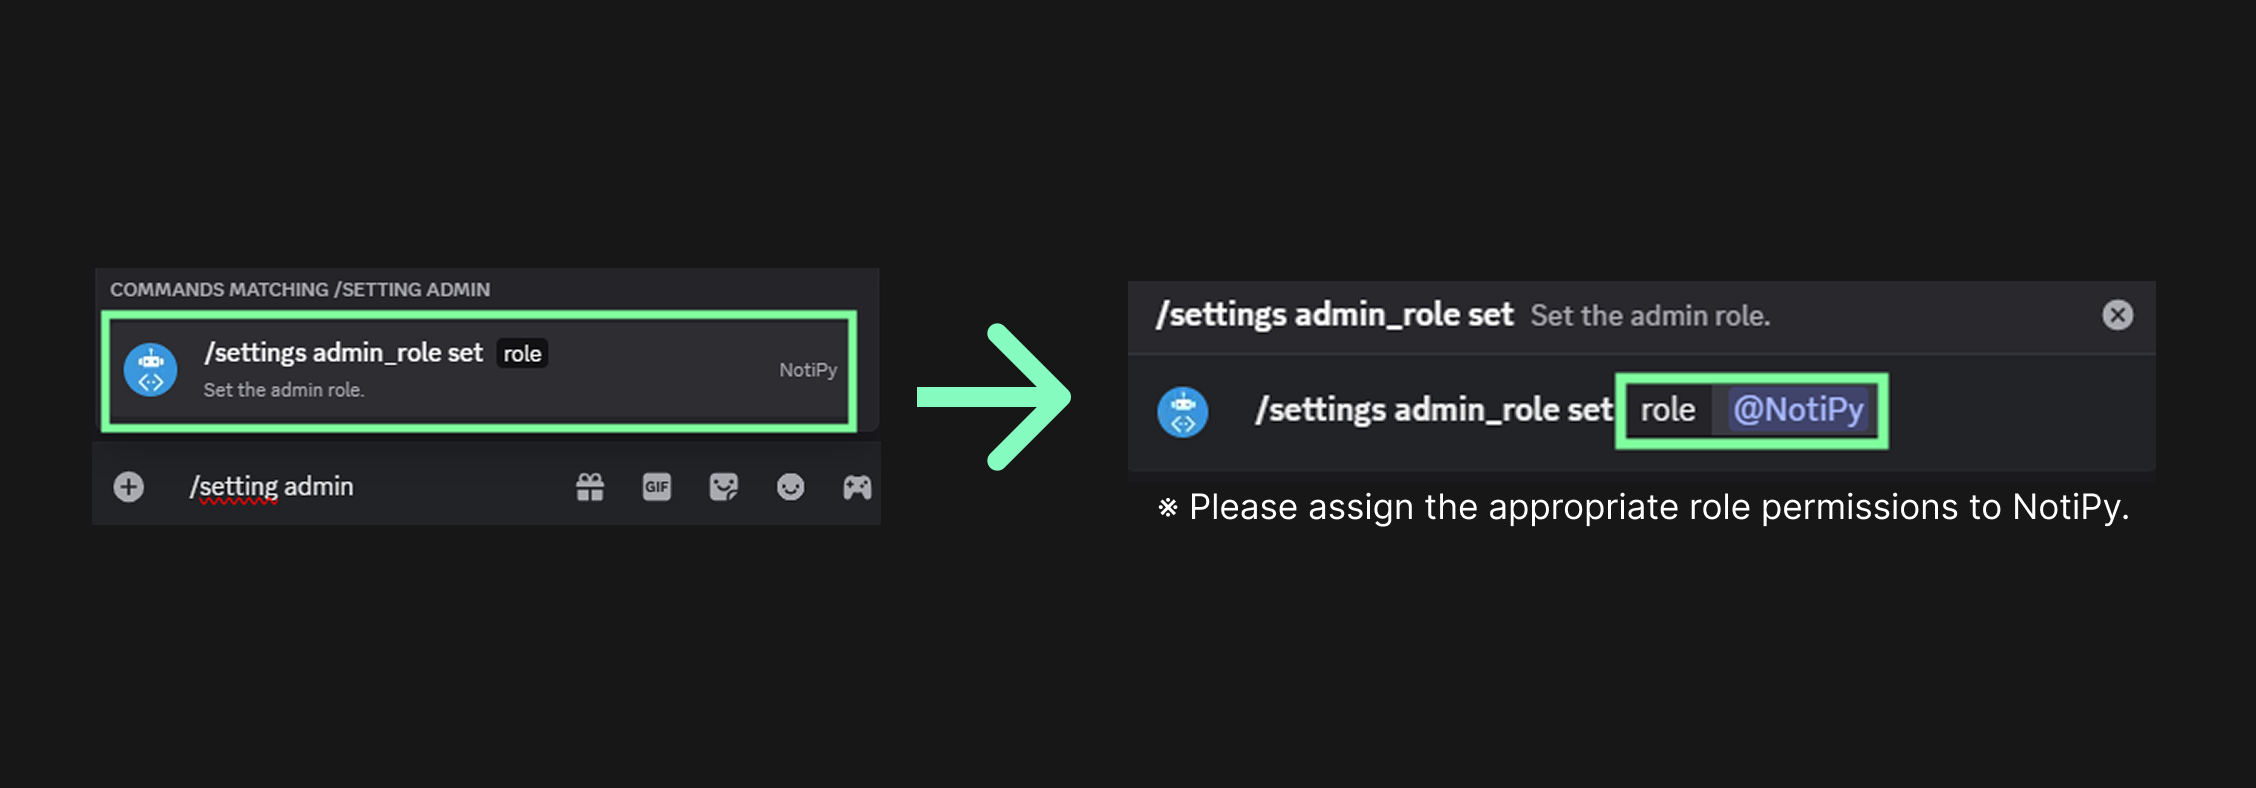 COMMANDS MATCHING /SETTING ADMIN
/settings admin_role set role
Set the admin role.
NotiPy
/setting admin
GIF
/settings admin_role set Set the admin role.
/settings admin_role set role @NotiPy
※ Please assign the appropriate role permissions to NotiPy.